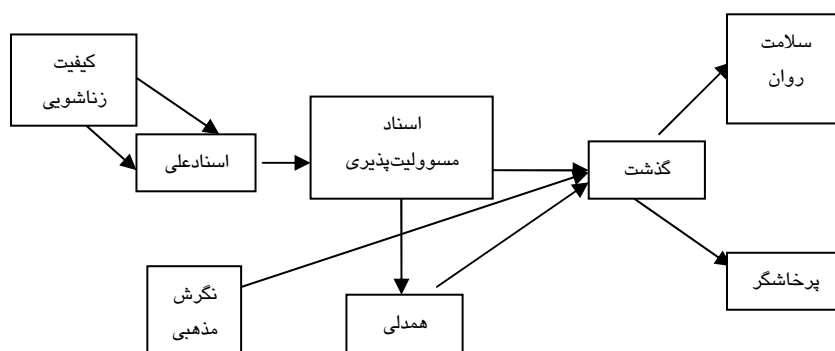 سلامت
روان
کیفیت
زناشویی
اسناد
مسوولیت‌پذیری
اسنادعلی
گذشت
پرخاشگر
نگرش
مذهبی
همدلی